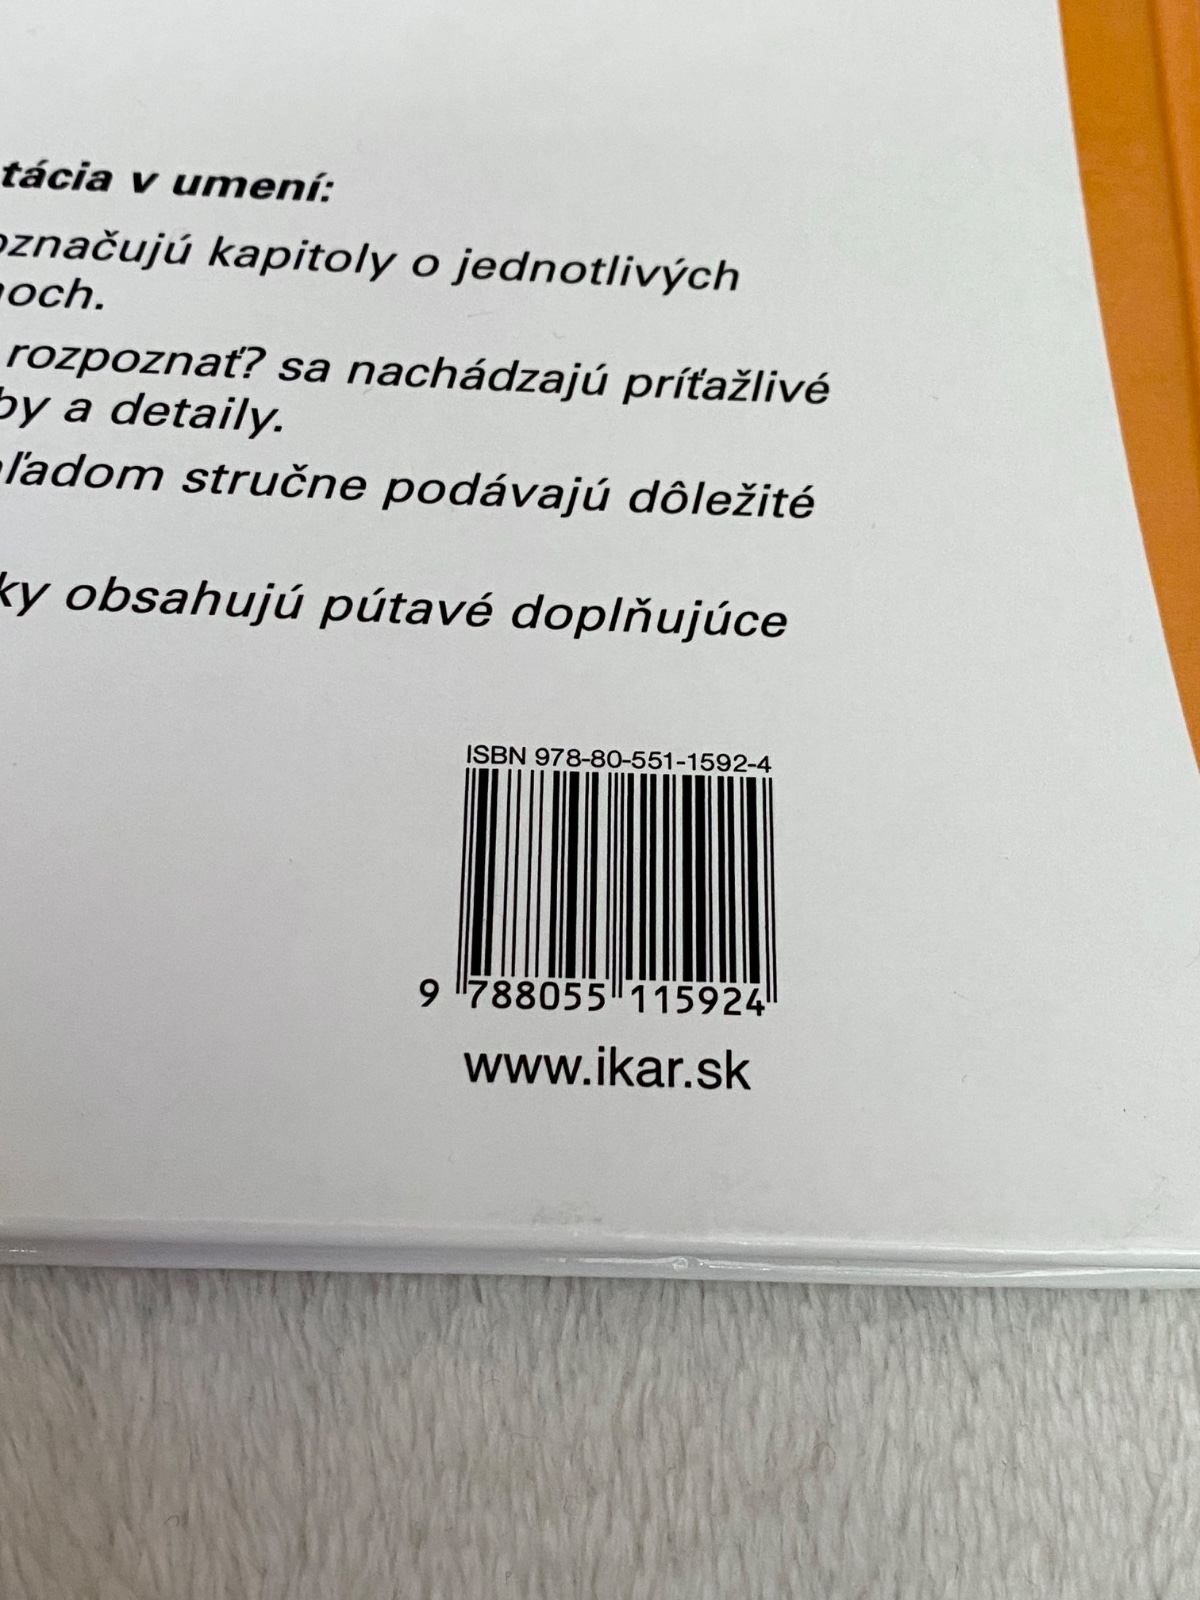 tácia v umení:
označujú kapitoly o jednotlivých
och.
rozpoznať? sa nachádzajú príťažlivé
by a detaily.
ľadom stručne podávajú dôležité
ky obsahujú pútavé doplňujúce
ISBN 978-80-551-1592-4
9 788055 115924
www.ikar.sk